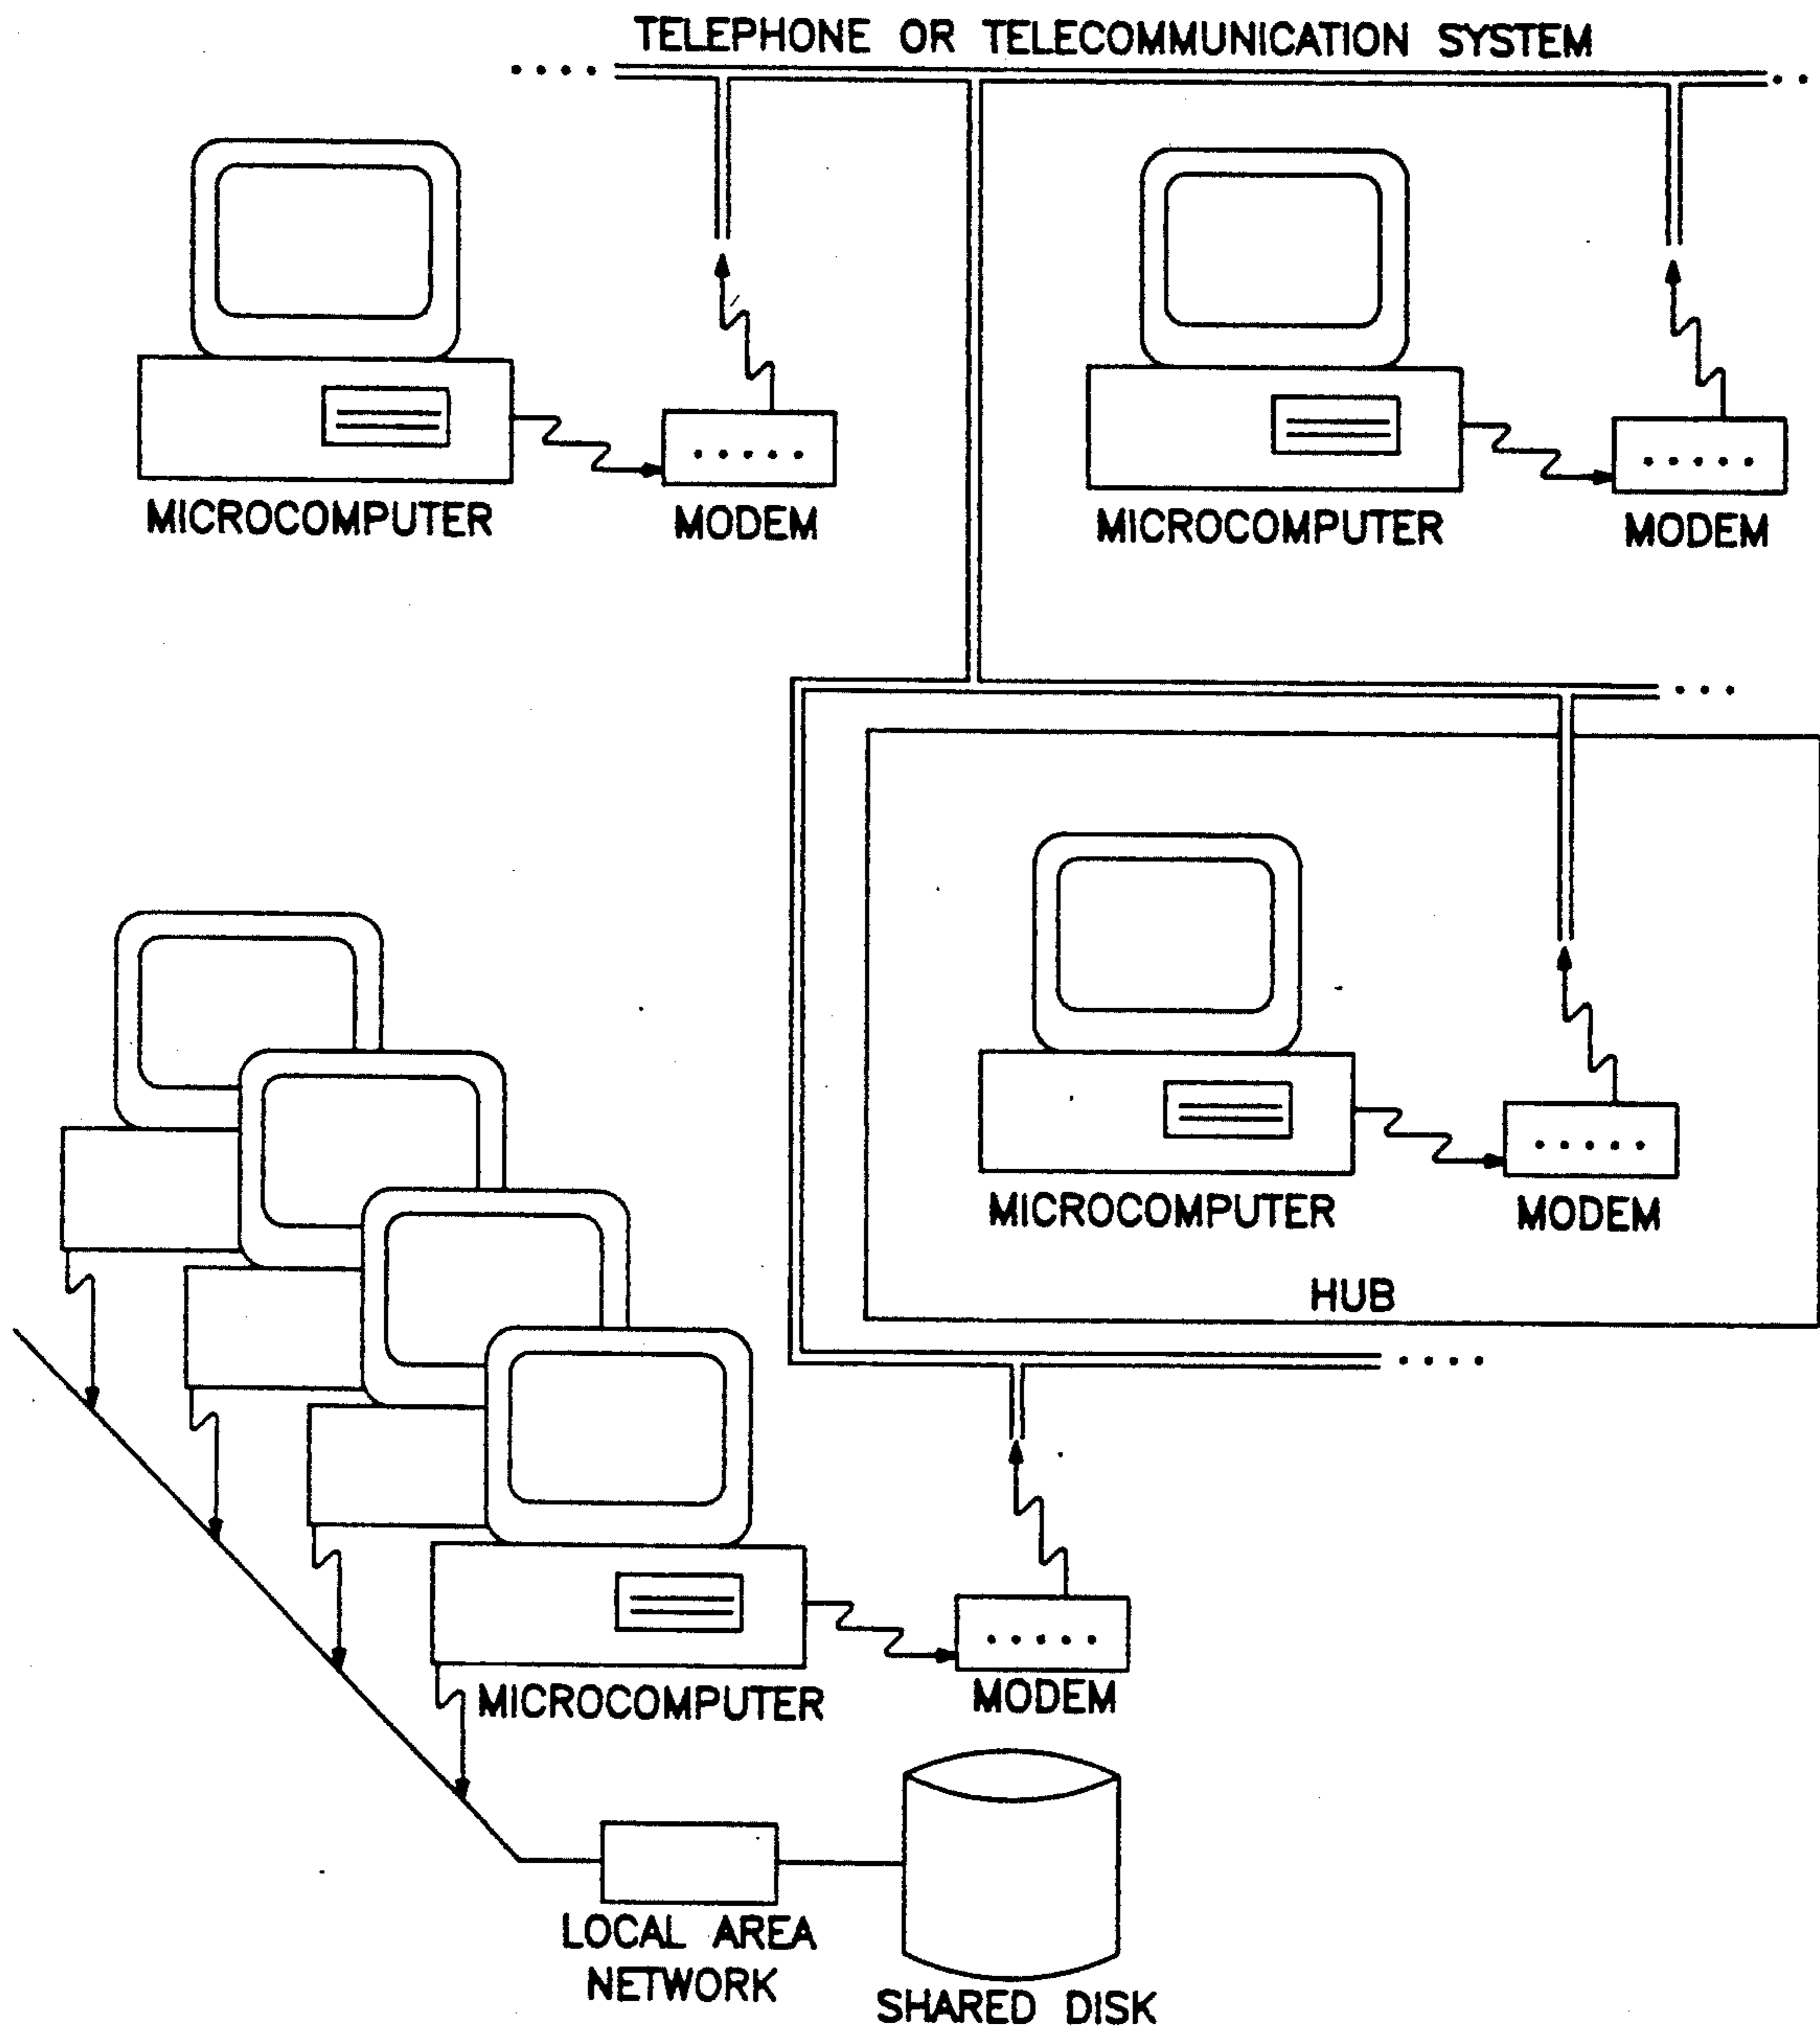 TELEPHONE OR TELECOMMUNICATION SYSTEM
MICROCOMPUTER
MODEM
MICROCOMPUTER
MODEM
MICROCOMPUTER
MODEM
HUB
MICROCOMPUTER
MODEM
LOCAL AREA
NETWORK
SHARED DISK